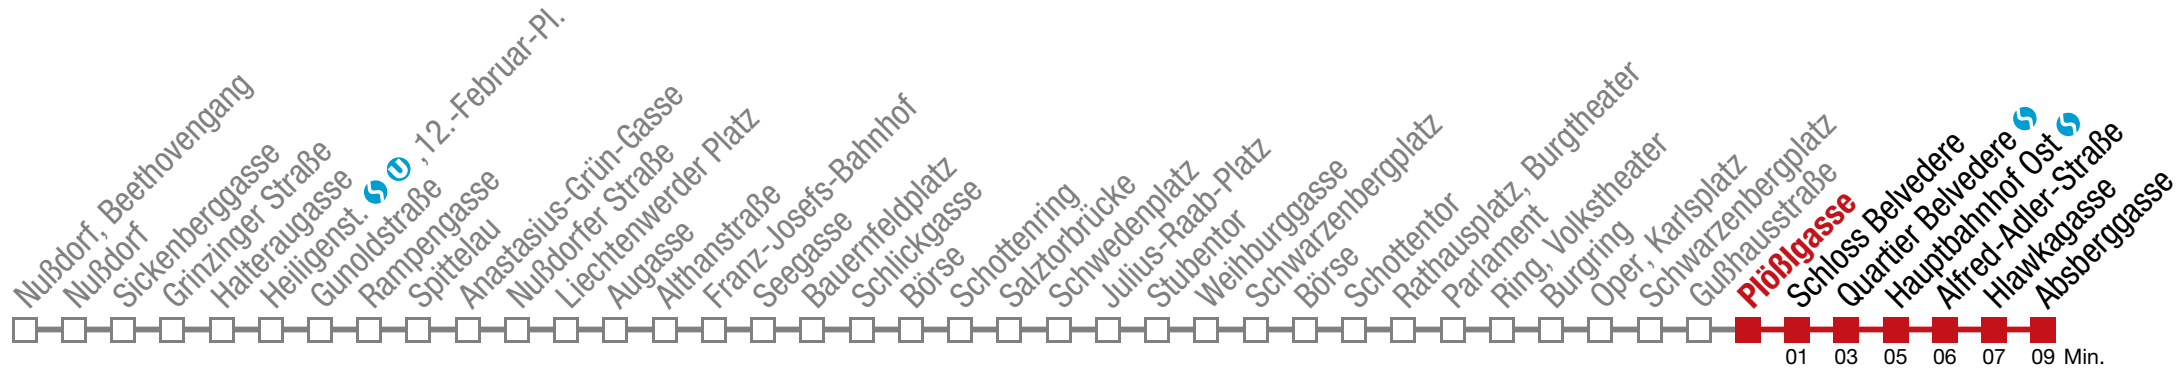 Nußdorf, Beethovengang
Nußdorf
Sickenberggasse
Grinzinger Straße
Halteraugasse
Heiligenst. S U , 12.-Februar-Pl.
Gunoldstraße
Rampengasse
Spittelau
Anastasius-Grün-Gasse
Nußdorfer Straße
Liechtenwerder Platz
Augasse
Althanstraße
Franz-Josefs-Bahnhof
Seegasse
Bauernfeldplatz
Schlickgasse
Börse
Schottenring
Salztorbrücke
Schwedenplatz
Julius-Raab-Platz
Stubentor
Weihburggasse
Schwarzenbergplatz
Börse
Schottentor
Rathausplatz, Burgtheater
Parlament
Ring, Volkstheater
Burgring
Oper, Karlsplatz
Schwarzenbergplatz
Gußhausstraße
Plößlgasse
Schloss Belvedere
Quartier Belvedere S
Hauptbahnhof Ost S
Alfred-Adler-Straße
Hlawkagasse
Absberggasse
01 03 05 06 07 09 Min.